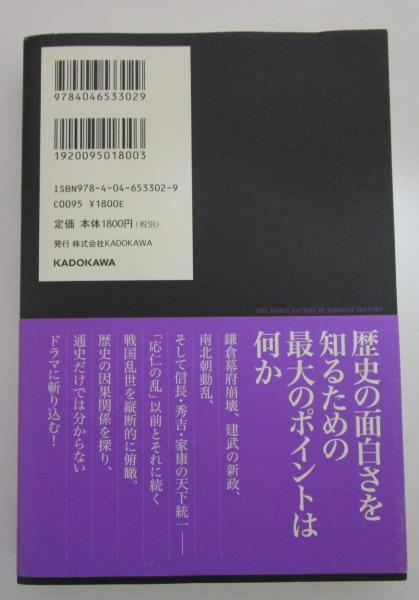 9784046533029
1920095018003
ISBN978-4-04-653302-9
C0095 ¥1800E
定価 本体1800円(税別)
発行 株式会社KADOKAWA
KADOKAWA
THE FIERCE BATTLES IN JAPANESE HISTORY
歴史の面白さを
知るための
最大のポイントは
何か
鎌倉幕府崩壊、建武の新政、
南北朝動乱、
そして信長・秀吉・家康の天下統一――
「応仁の乱」以前とそれに続く
戦国乱世を縦断的に俯瞰。
歴史の因果関係を探り、
通史だけでは分からない
ドラマに斬り込む!